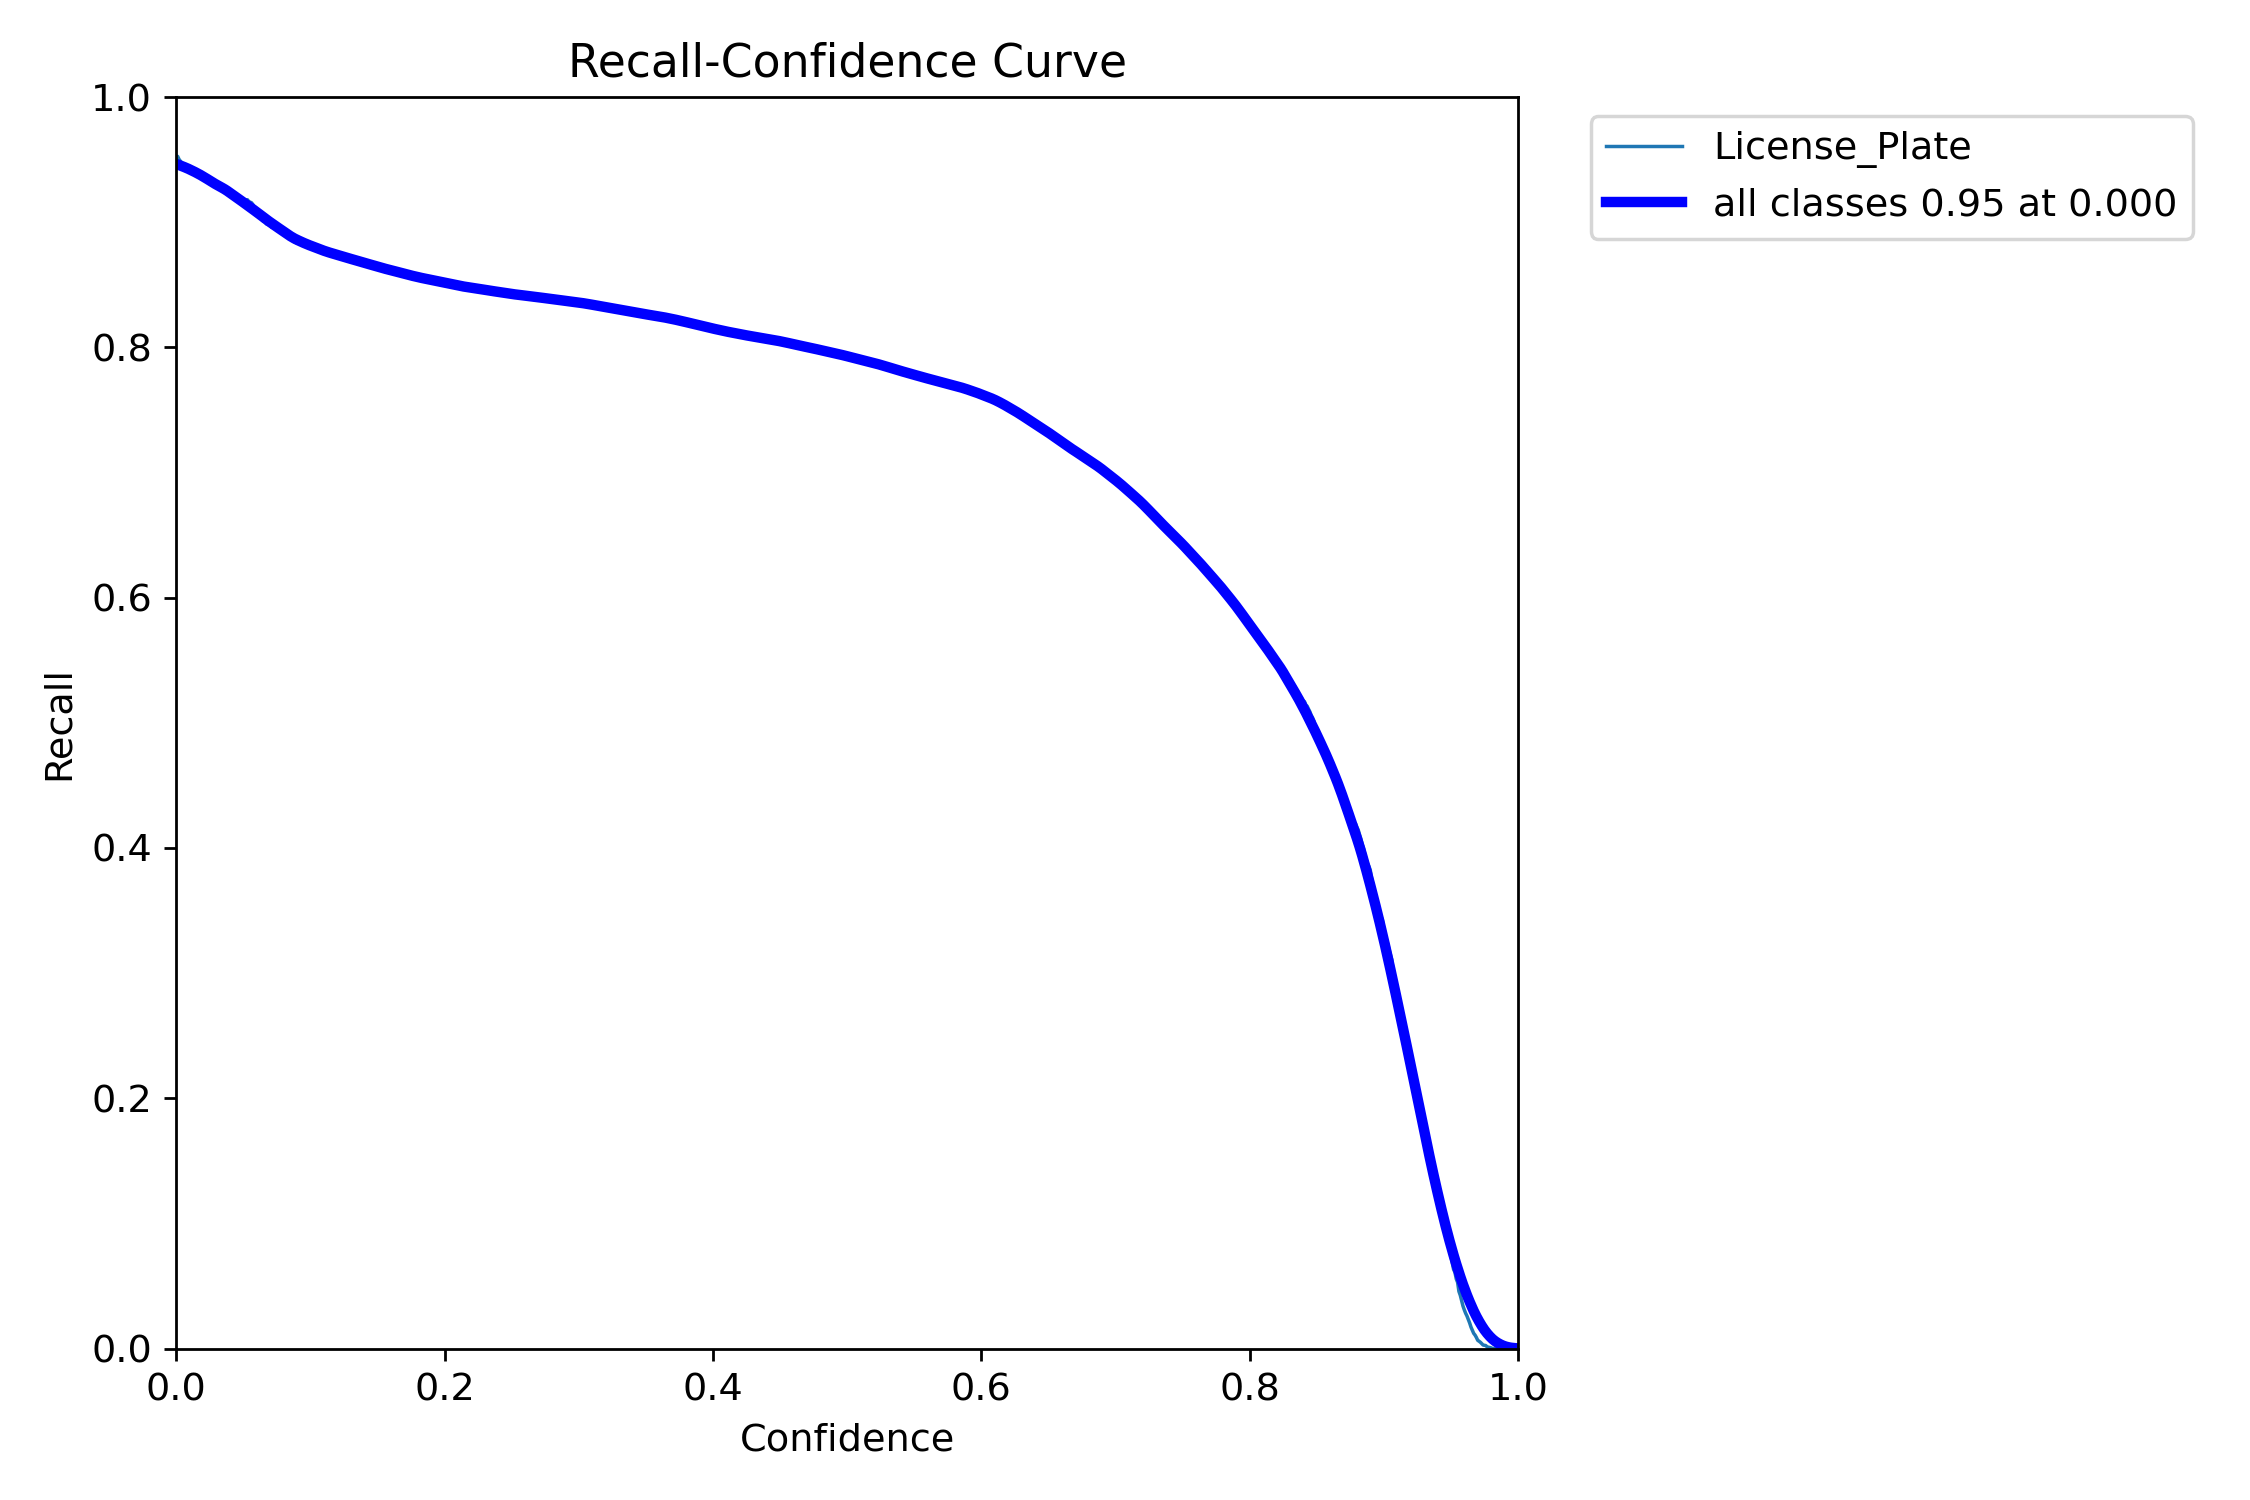 Recall-Confidence Curve
1.0
0.8
0.6
0.4
0.2
0.0
Recall
0.0 0.2 0.4 0.6 0.8 1.0
Confidence
License_Plate
all classes 0.95 at 0.000